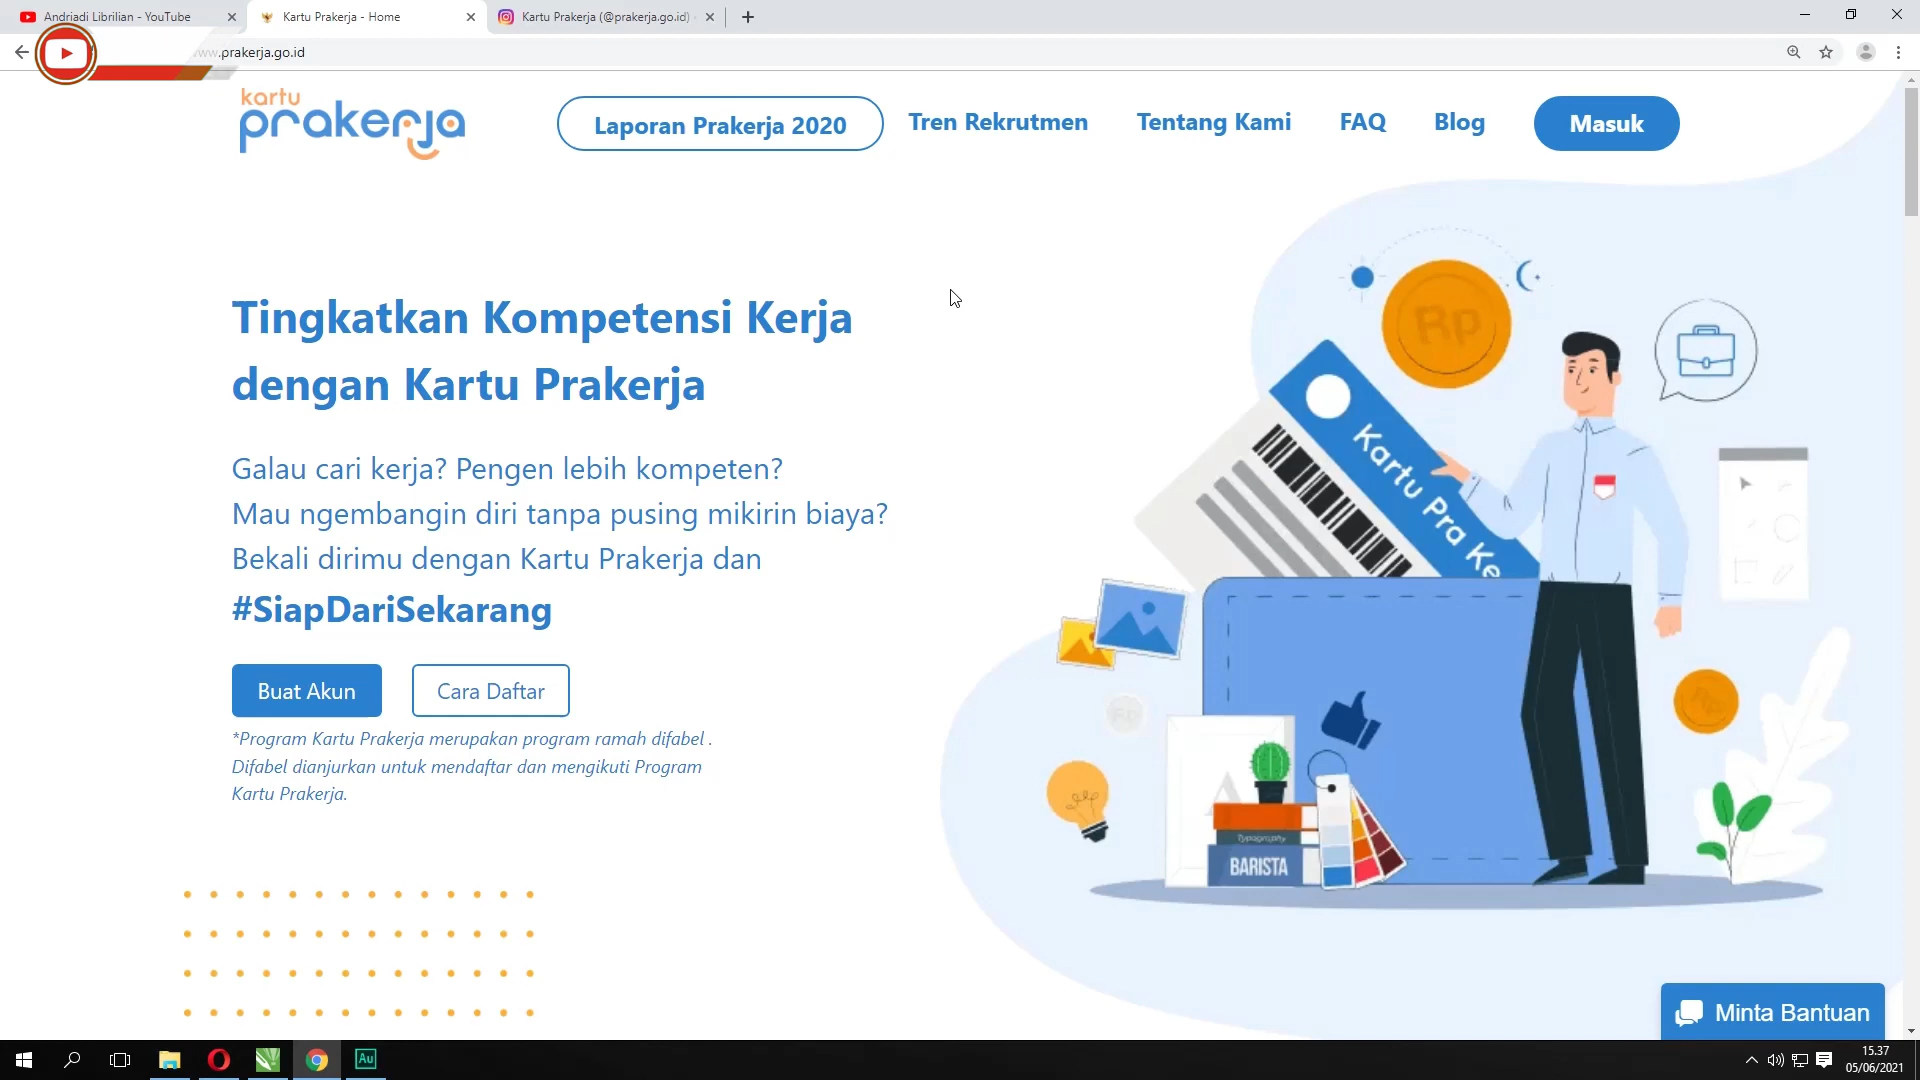 Andriadi Librilian - YouTube
Kartu Prakerja - Home
Kartu Prakerja (@prakerja.go.id)
www.prakerja.go.id
kartu
prakerja
Laporan Prakerja 2020
Tren Rekrutmen
Tentang Kami
FAQ
Blog
Masuk
Tingkatkan Kompetensi Kerja
dengan Kartu Prakerja
Galau cari kerja? Pengen lebih kompeten?
Mau ngembangin diri tanpa pusing mikirin biaya?
Bekali dirimu dengan Kartu Prakerja dan
#SiapDariSekarang
Buat Akun
Cara Daftar
*Program Kartu Prakerja merupakan program ramah difabel .
Difabel dianjurkan untuk mendaftar dan mengikuti Program
Kartu Prakerja.
Rp
Kartu Pra Ke
Rp
A
Typography
BARISTA
Minta Bantuan
Au
15.37
05/06/2021